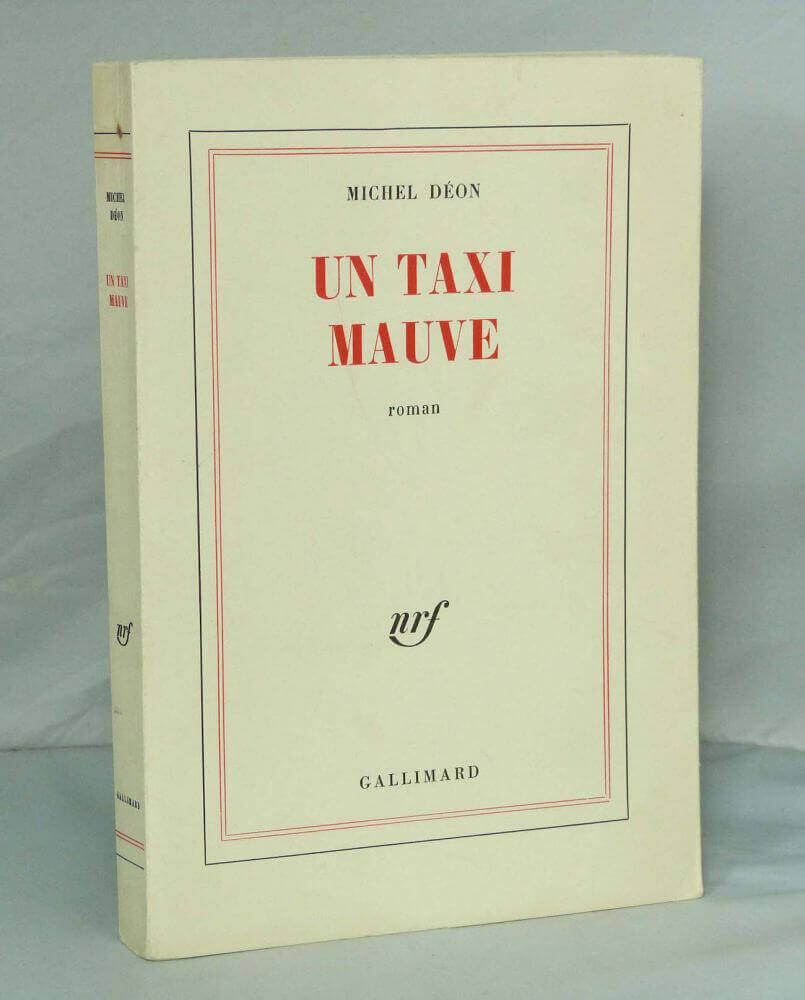 MICHEL DÉON
UN TAXI
MAUVE
roman
nrf
GALLIMARD
MICHEL
DÉON
UN TAXI
MAUVE
nrf
GALLIMARD